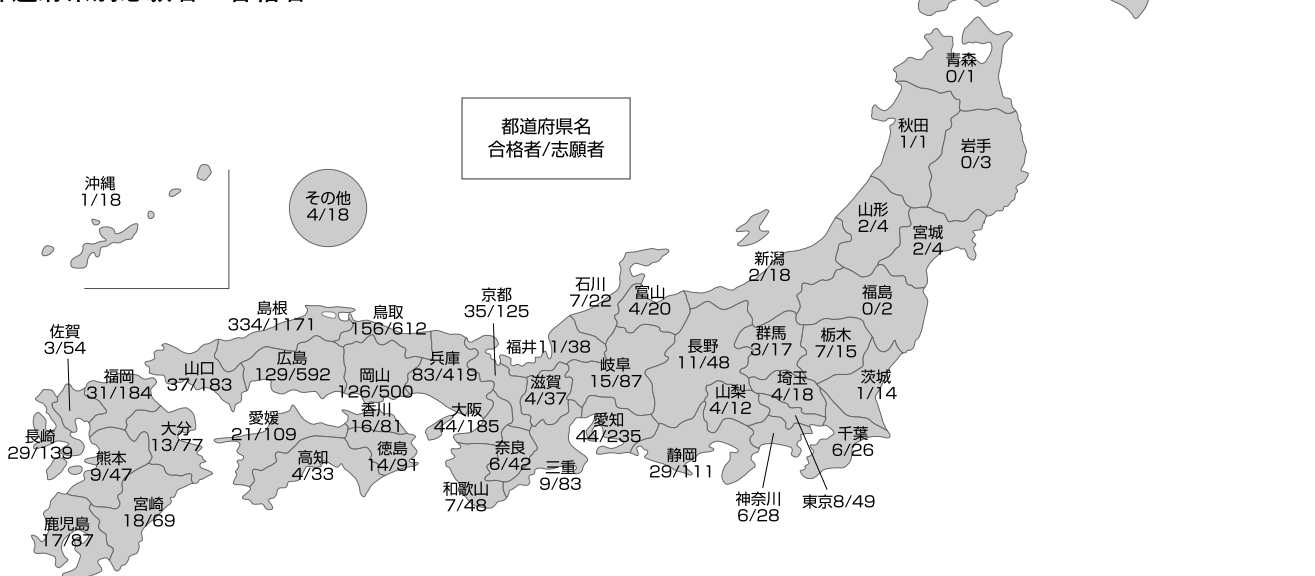 青森
0/1
都道府県名
合格者/志願者
秋田
1/1
岩手
0/3
沖縄
1/18
その他
4/18
山形
2/4
宮城
2/4
新潟
2/18
石川
7/22
富山
4/20
福島
0/2
京都
35/125
島根
334/1171
鳥取
156/612
佐賀
3/54
福井11/38
群馬
3/17
栃木
7/15
長野
11/48
広島
129/592
兵庫
83/419
岐阜
15/87
山口
37/183
福岡
31/184
岡山
126/500
滋賀
4/37
埼玉
4/18
茨城
1/14
山梨
4/12
香川
16/81
大阪
44/185
愛媛
21/109
愛知
44/235
大分
13/77
長崎
29/139
千葉
6/26
徳島
14/91
奈良
6/42
高知
4/33
熊本
9/47
静岡
29/111
三重
9/83
和歌山
7/48
神奈川
6/28
東京8/49
宮崎
18/69
鹿児島
17/87